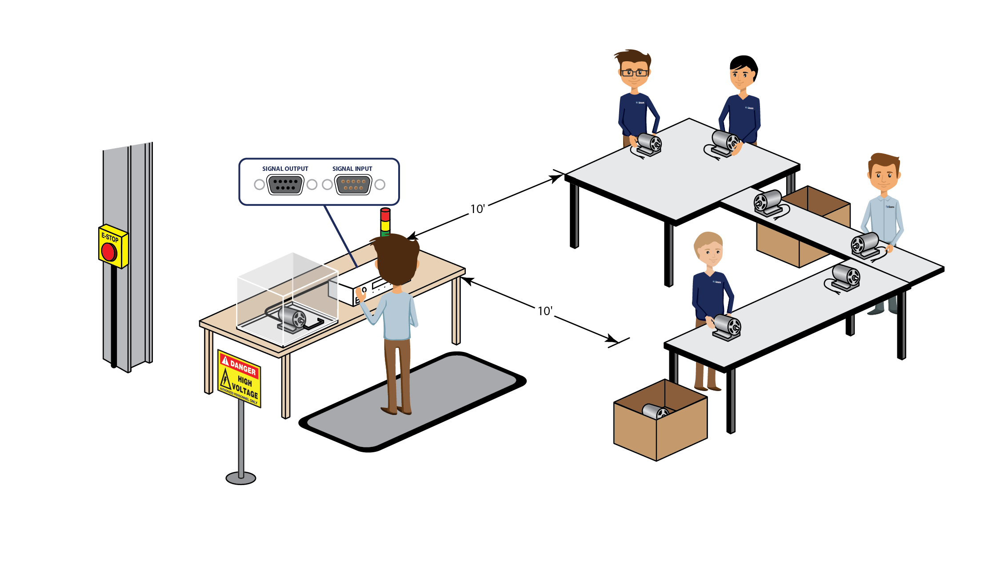 SIGNAL OUTPUT
SIGNAL INPUT
10'
E-STOP
10'
DANGER
HIGH
VOLTAGE
AUTHORIZED PERSONNEL ONLY